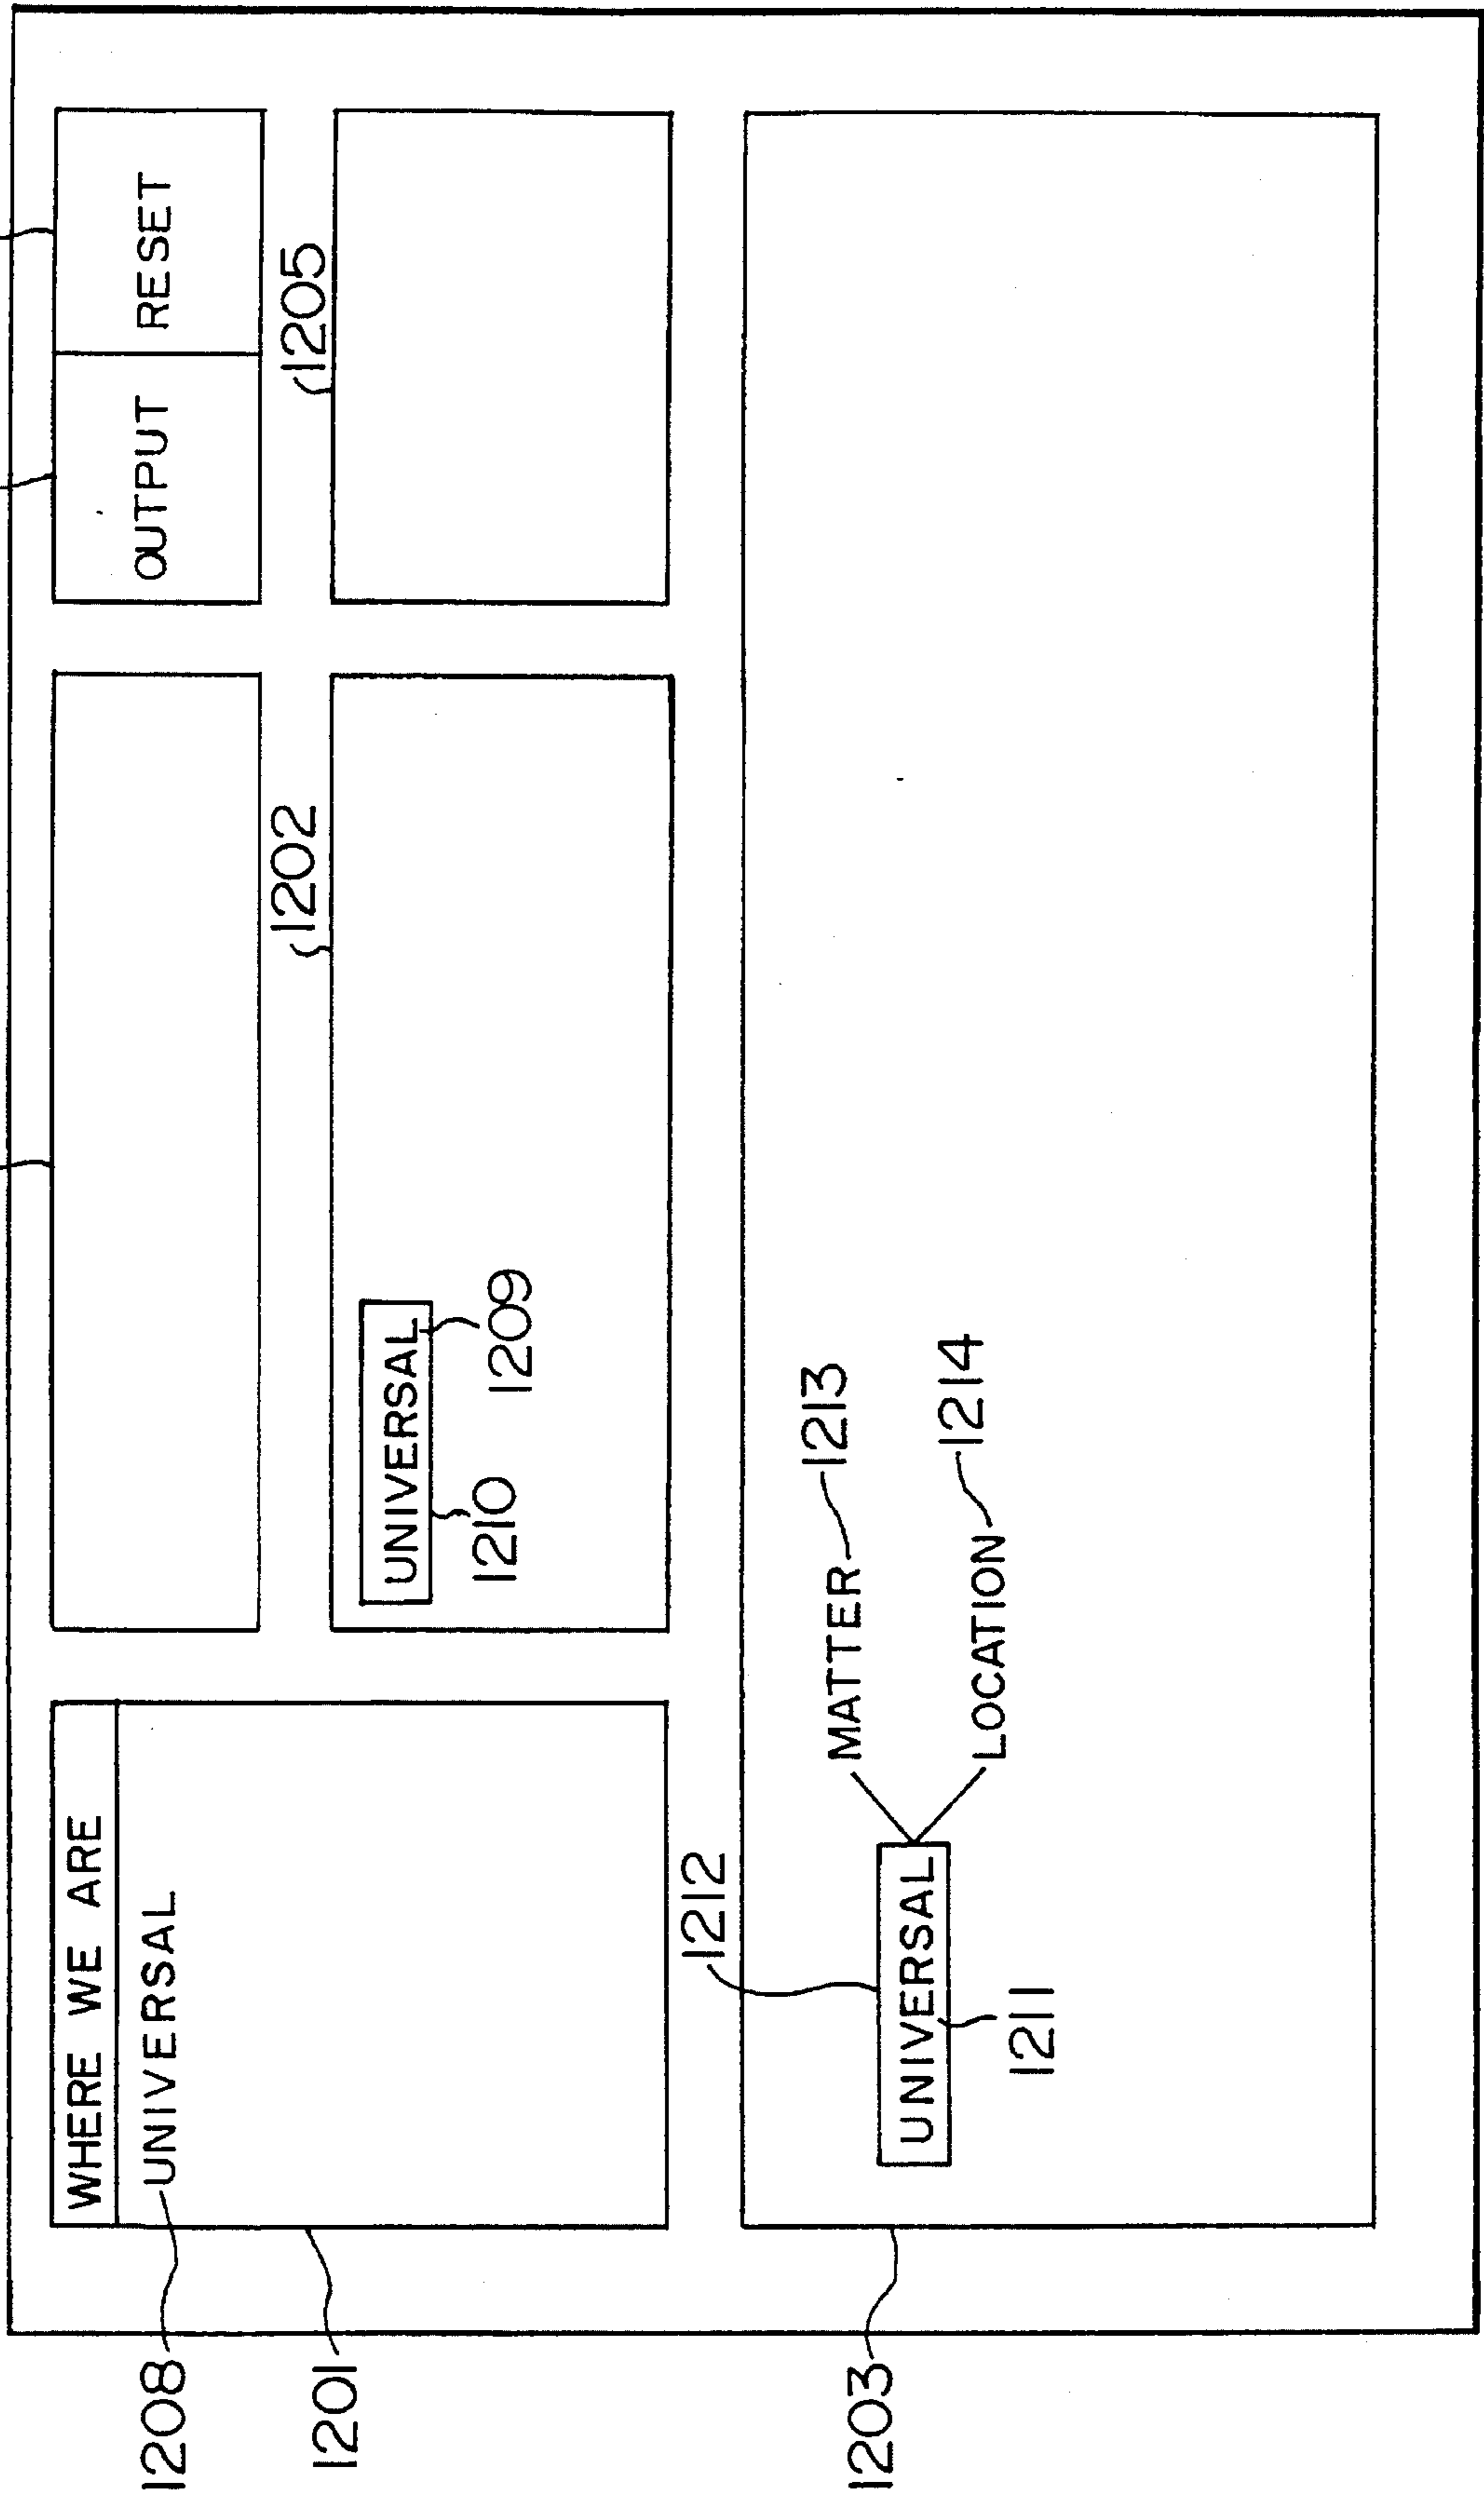 OUTPUT RESET
1205
1202
WHERE WE ARE
1208 UNIVERSAL
1201
UNIVERSAL
1210 1209
1212
MATTER 1213
1203
UNIVERSAL
LOCATION 1214
1211